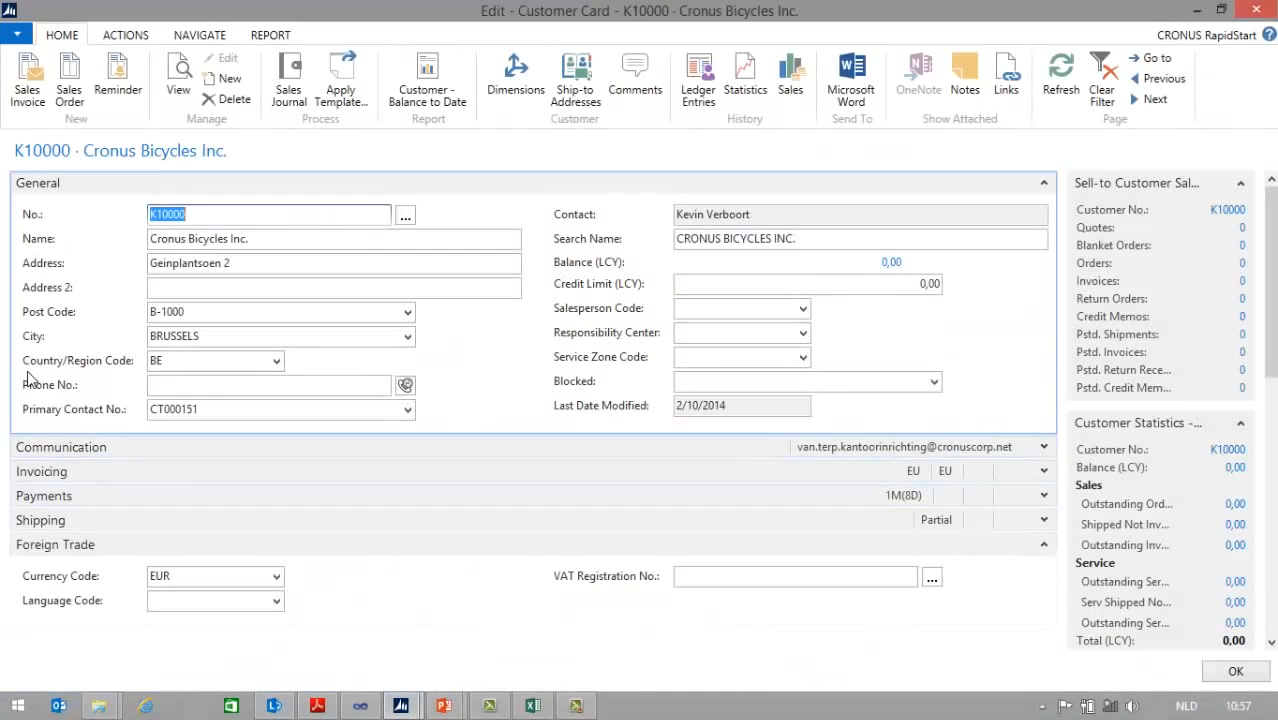 Edit - Customer Card - K10000 · Cronus Bicycles Inc.
HOME ACTIONS NAVIGATE REPORT CRONUS RapidStart
Sales Invoice
Sales Order
Reminder
New
View
Edit
New
Delete
Manage
Sales Journal
Apply Template...
Process
Customer - Balance to Date
Report
Dimensions
Ship-to Addresses
Comments
Customer
Ledger Entries
Statistics
Sales
History
Microsoft Word
Send To
OneNote
Notes
Links
Show Attached
Refresh
Clear Filter
Go to
Previous
Next
Page
K10000 · Cronus Bicycles Inc.
General
No.: K10000 ...
Name: Cronus Bicycles Inc.
Address: Geinplantsoen 2
Address 2:
Post Code: B-1000
City: BRUSSELS
Country/Region Code: BE
Phone No.:
Primary Contact No.: CT000151
Contact: Kevin Verboort
Search Name: CRONUS BICYCLES INC.
Balance (LCY): 0,00
Credit Limit (LCY): 0,00
Salesperson Code:
Responsibility Center:
Service Zone Code:
Blocked:
Last Date Modified: 2/10/2014
Communication van.terp.kantoorinrichting@cronuscorp.net
Invoicing EU EU
Payments 1M(8D)
Shipping Partial
Foreign Trade
Currency Code: EUR
Language Code:
VAT Registration No.: ...
Sell-to Customer Sal...
Customer No.: K10000
Quotes: 0
Blanket Orders: 0
Orders: 0
Invoices: 0
Return Orders: 0
Credit Memos: 0
Pstd. Shipments: 0
Pstd. Invoices: 0
Pstd. Return Rece... 0
Pstd. Credit Mem... 0
Customer Statistics -...
Customer No.: K10000
Balance (LCY): 0,00
Sales
Outstanding Ord... 0,00
Shipped Not Inv... 0,00
Outstanding Inv... 0,00
Service
Outstanding Ser... 0,00
Serv Shipped No... 0,00
Outstanding Ser... 0,00
Total (LCY): 0,00
OK
NLD 10:57